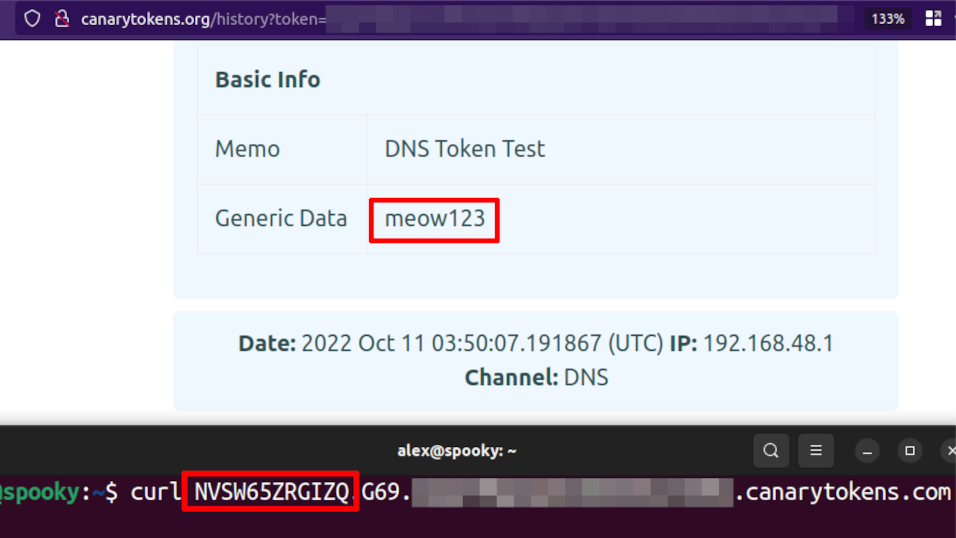 canarytokens.org/history?token=
133%
Basic Info
Memo DNS Token Test
Generic Data meow123
Date: 2022 Oct 11 03:50:07.191867 (UTC) IP: 192.168.48.1
Channel: DNS
alex@spooky: ~
@spooky:~$ curl NVSW65ZRGIZQ.G69. .canarytokens.com